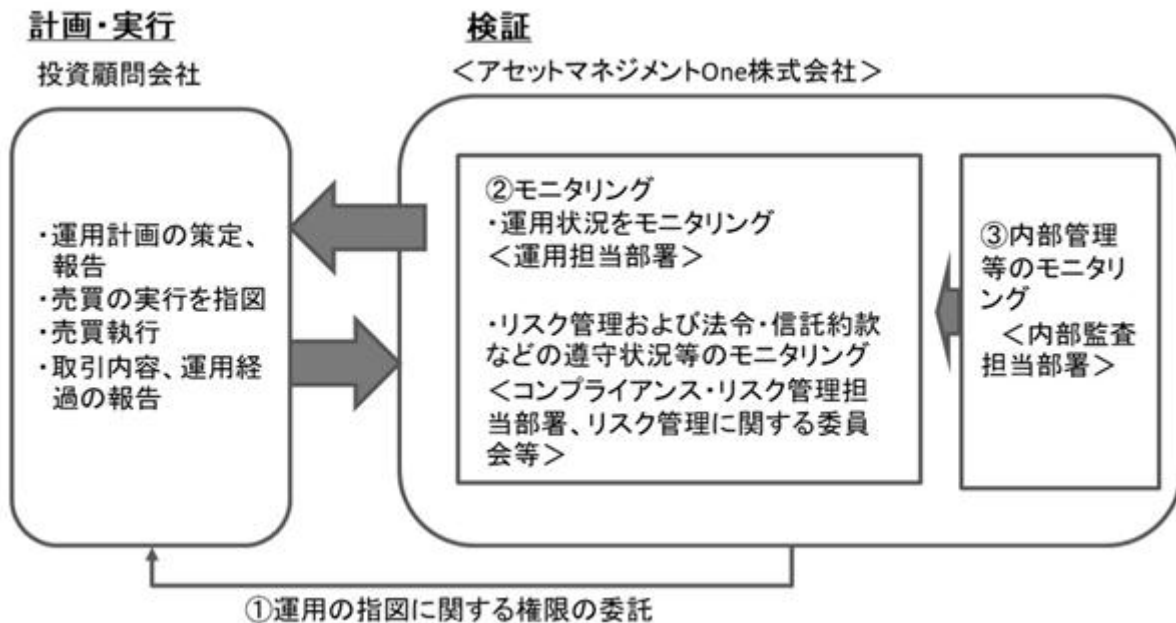 計画・実行
投資顧問会社
・運用計画の策定、
報告
・売買の実行を指図
・売買執行
・取引内容、運用経
過の報告
検証
＜アセットマネジメントOne株式会社＞
②モニタリング
・運用状況をモニタリング
＜運用担当部署＞
・リスク管理および法令・信託約款
などの遵守状況等のモニタリング
＜コンプライアンス・リスク管理担
当部署、リスク管理に関する委員
会等＞
③内部管理
等のモニタリ
ング
＜内部監査
担当部署＞
①運用の指図に関する権限の委託